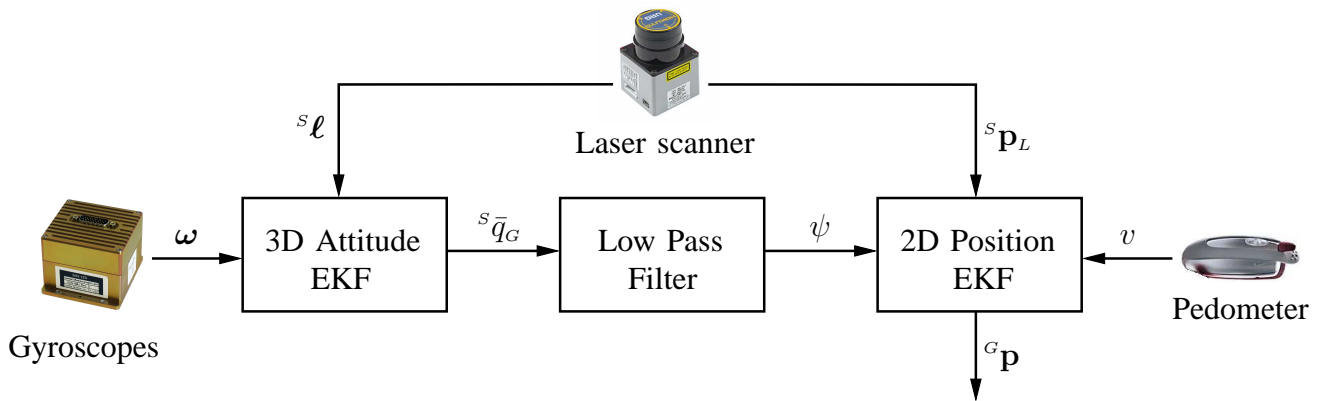 Laser scanner
ˢℓ
ˢp_L
3D Attitude
EKF
Low Pass
Filter
2D Position
EKF
ω
ˢq̄_G
ψ
v
Gyroscopes
Pedometer
ᴳp